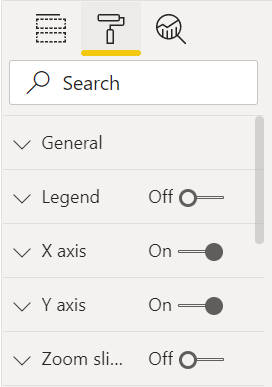 Search
General
Legend Off
X axis On
Y axis On
Zoom sli... Off